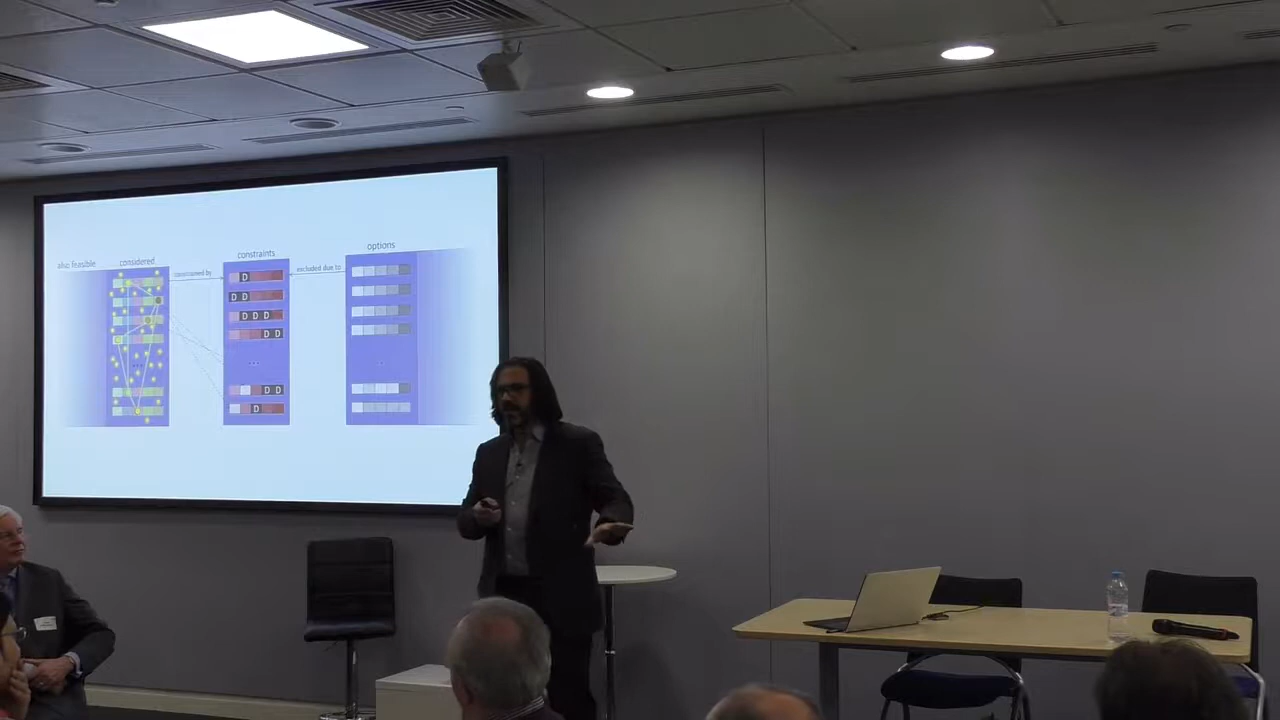 also feasible
considered
constraints
options
constrained by
excluded due to
D
D D
D D D
D D
...
...
...
D D
D